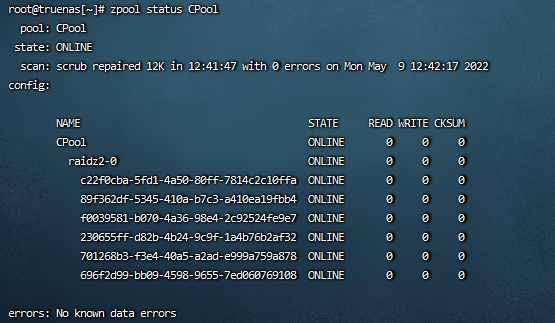 root@truenas[~]# zpool status CPool
pool: CPool
state: ONLINE
scan: scrub repaired 12K in 12:41:47 with 0 errors on Mon May  9 12:42:17 2022
config:
NAME STATE READ WRITE CKSUM
CPool ONLINE 0 0 0
raidz2-0 ONLINE 0 0 0
c22f0cba-5fd1-4a50-80ff-7814c2c10ffa ONLINE 0 0 0
89f362df-5345-410a-b7c3-a410ea19fbb4 ONLINE 0 0 0
f0039581-b070-4a36-98e4-2c92524fe9e7 ONLINE 0 0 0
230655ff-d82b-4b24-9c9f-1a4b76b2af32 ONLINE 0 0 0
701268b3-f3e4-40a5-a2ad-e999a759a878 ONLINE 0 0 0
696f2d99-bb09-4598-9655-7ed060769108 ONLINE 0 0 0
errors: No known data errors